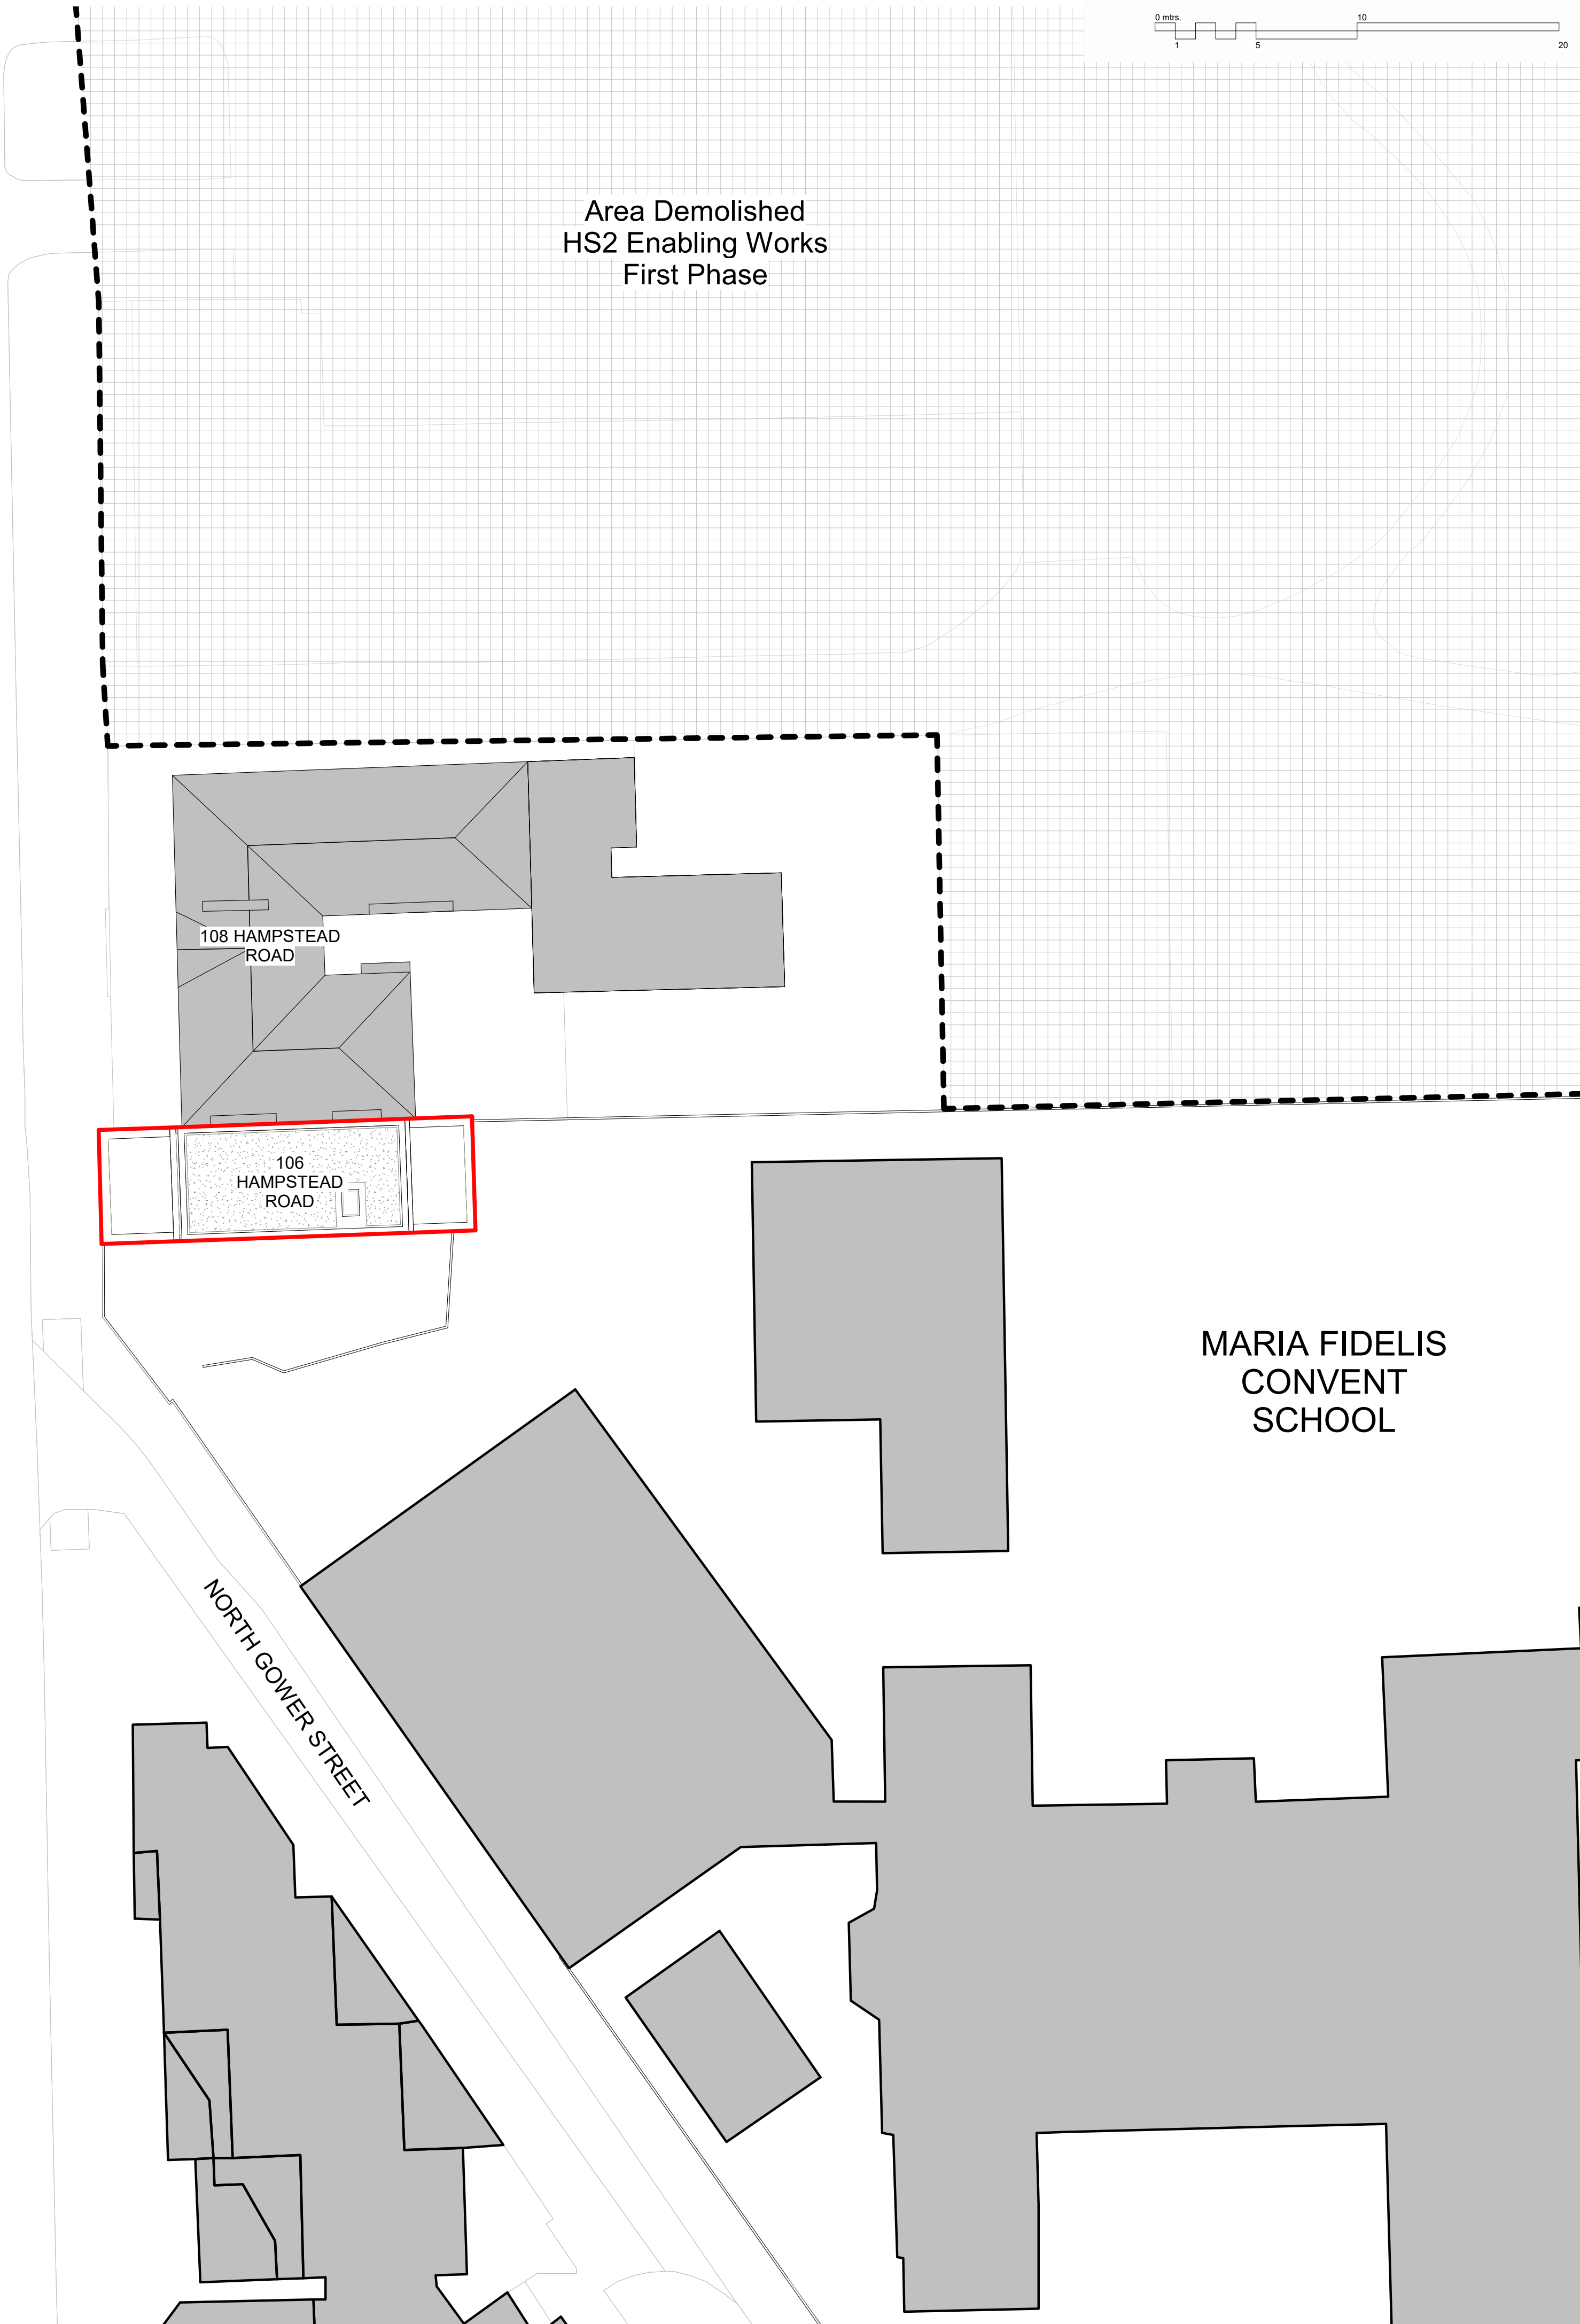 0 mtrs.
10
1
5
20
Area Demolished
HS2 Enabling Works
First Phase
108 HAMPSTEAD
ROAD
106
HAMPSTEAD
ROAD
MARIA FIDELIS
CONVENT
SCHOOL
NORTH GOWER STREET